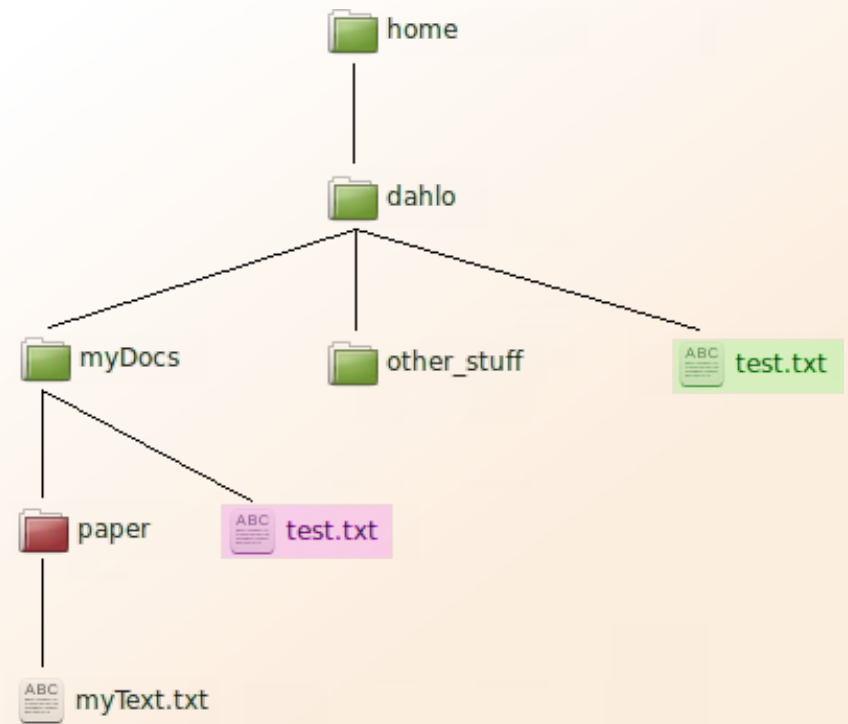 home
dahlo
myDocs
other_stuff
ABC
test.txt
paper
ABC
test.txt
ABC
myText.txt